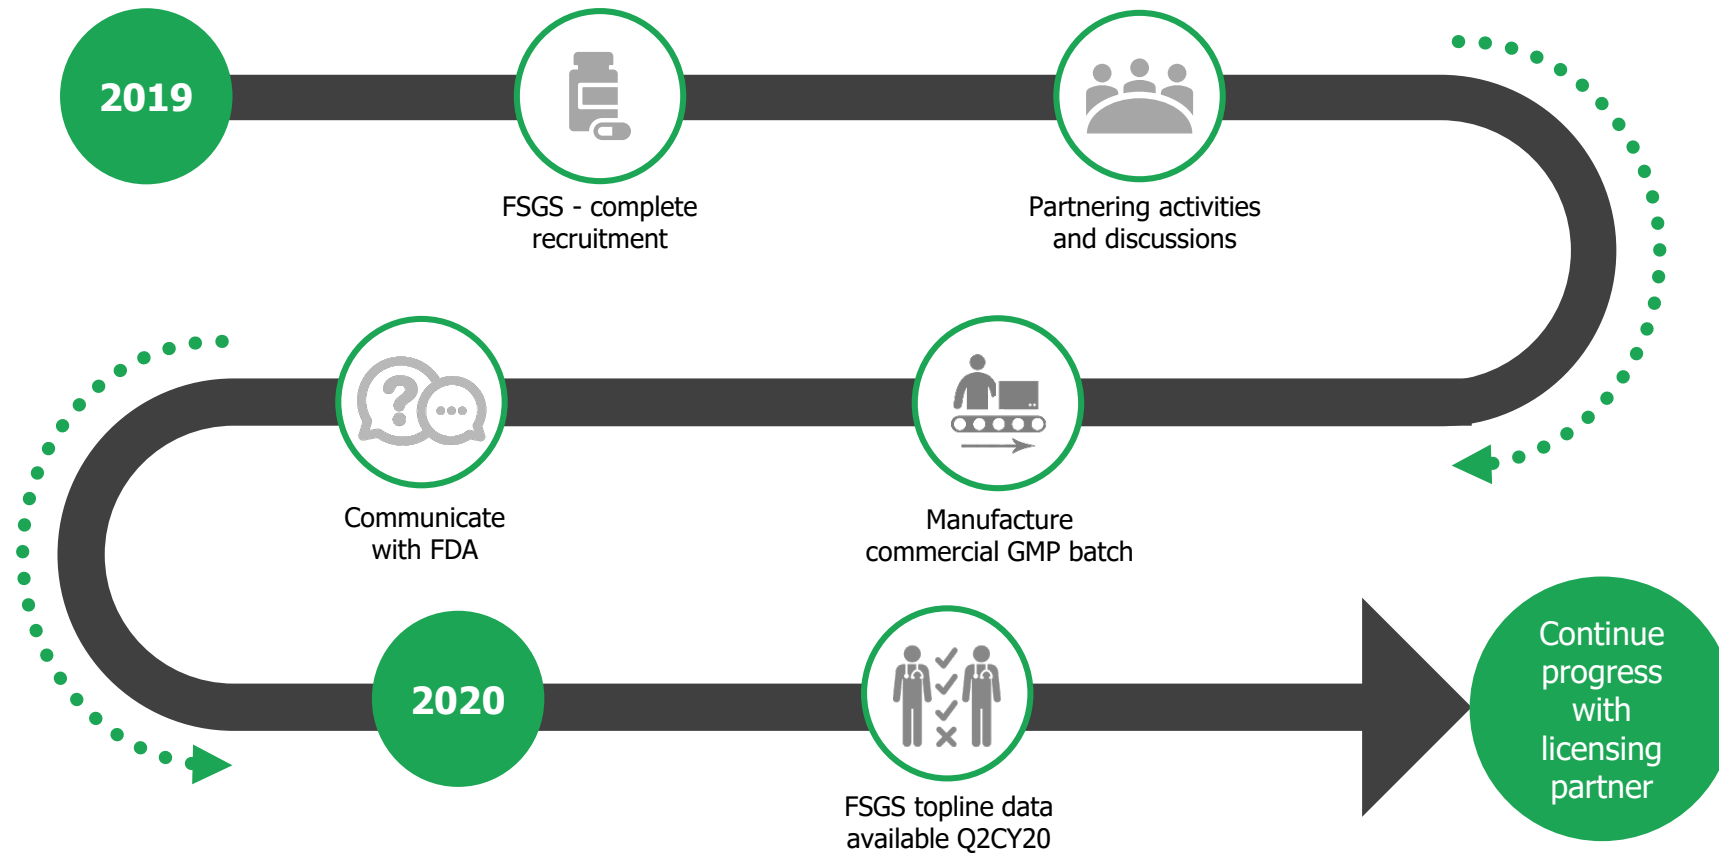 2019
FSGS - complete
recruitment
Partnering activities
and discussions
Manufacture
commercial GMP batch
Communicate
with FDA
2020
FSGS topline data
available Q2CY20
Continue
progress
with
licensing
partner